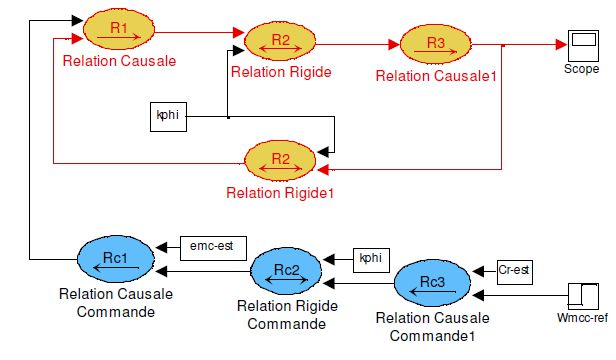 R1
Relation Causale
R2
Relation Rigide
R3
Relation Causale1
Scope
kphi
R2
Relation Rigide1
Rc1
Relation Causale
Commande
emc-est
Rc2
Relation Rigide
Commande
kphi
Rc3
Relation Causale
Commande1
Cr-est
Wmcc-ref